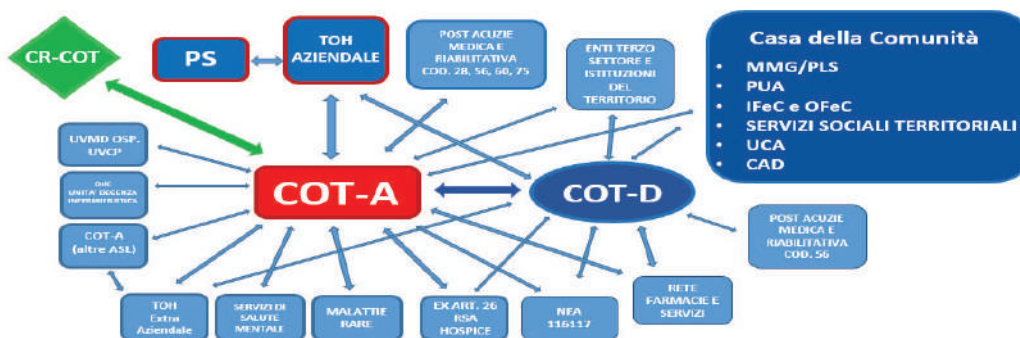 CR-COT
PS
TOH
AZIENDALE
POST ACUZIE
MEDICA E
RIABILITATIVA
COD. 28, 56, 60, 75
ENTI TERZO
SETTORE E
ISTITUZIONI
DEL
TERRITORIO
Casa della Comunità
• MMG/PLS
• PUA
• IFeC e OFeC
• SERVIZI SOCIALI TERRITORIALI
• UCA
• CAD
UVMD OSP.
UVCP
UNITA' DEGENZA
INFERMIERISTICA
COT-A
(altre ASL)
COT-A
COT-D
POST ACUZIE
MEDICA E
RIABILITATIVA
COD. 56
TOH
Extra
Aziendale
SERVIZI DI
SALUTE
MENTALE
MALATTIE
RARE
EX ART. 26
RSA
HOSPICE
NEA
116117
RETE
FARMACIE E
SERVIZI